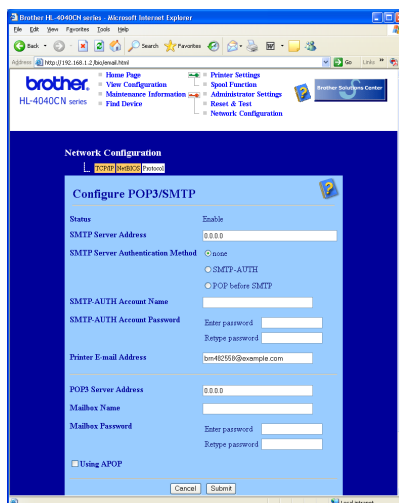 Brother HL-4040CN series - Microsoft Internet Explorer
File Edit View Favorites Tools Help
Back Search Favorites
Address http://192.168.1.2/bio/email.html Go Links
brother.
HL-4040CN series
Home Page
View Configuration
Maintenance Information
Find Device
Printer Settings
Spool Function
Administrator Settings
Reset & Test
Network Configuration
Brother Solutions Center
Network Configuration
TCP/IP NetBIOS Protocol
Configure POP3/SMTP
Status Enable
SMTP Server Address 0.0.0.0
SMTP Server Authentication Method none
SMTP-AUTH
POP before SMTP
SMTP-AUTH Account Name
SMTP-AUTH Account Password Enter password
Retype password
Printer E-mail Address brn482558@example.com
POP3 Server Address 0.0.0.0
Mailbox Name
Mailbox Password Enter password
Retype password
Using APOP
Cancel Submit
Local intranet